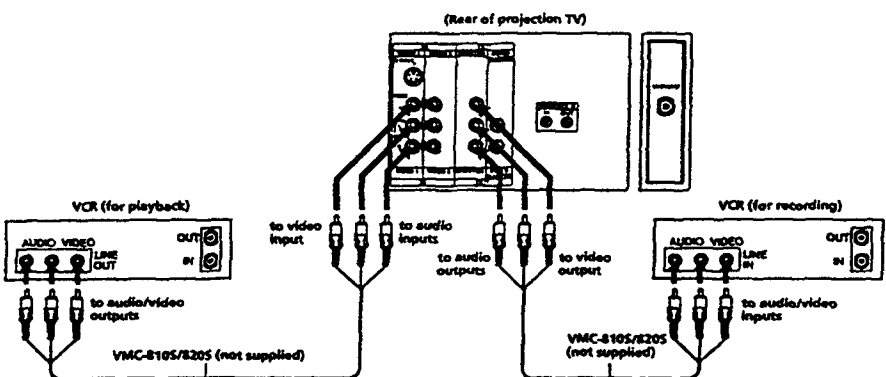 (Rear of projection TV)
VCR (for playback)
AUDIO VIDEO
LINE
OUT
OUT
IN
to audio/video
outputs
VMC-810S/820S (not supplied)
to video
input
to audio
inputs
to audio
outputs
to video
output
VCR (for recording)
AUDIO VIDEO
LINE
IN
OUT
IN
to audio/video
inputs
VMC-810S/820S
(not supplied)